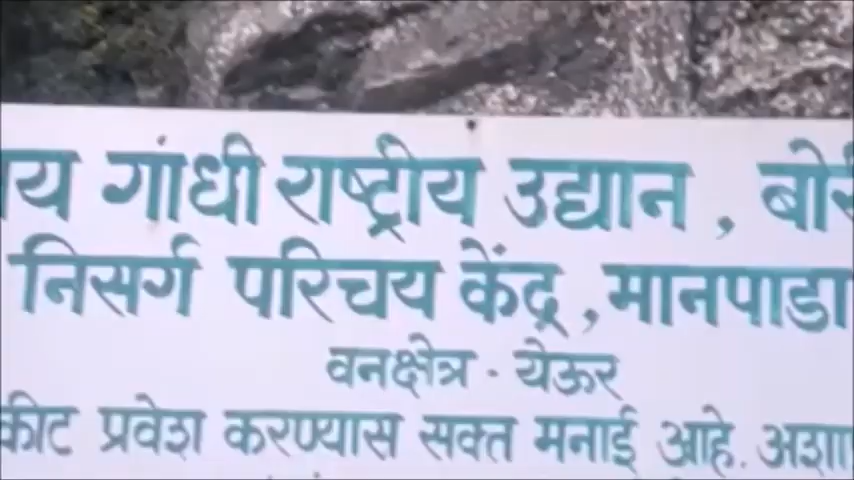 गांधी राष्ट्रीय उद्यान ,
निसर्ग परिचय केंद्र , मानपाडा
वनक्षेत्र - येऊर
प्रवेश करण्यास सक्त मनाई आहे.